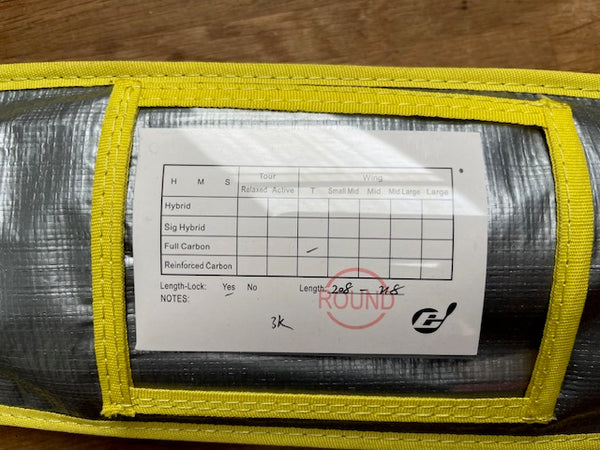 Tour Wing
H M S Relaxed Active T Small Mid Mid Mid Large Large
Hybrid
Sig Hybrid
Full Carbon
Reinforced Carbon
Length-Lock: Yes No Length: 208 - 218
ROUND
NOTES:
3K